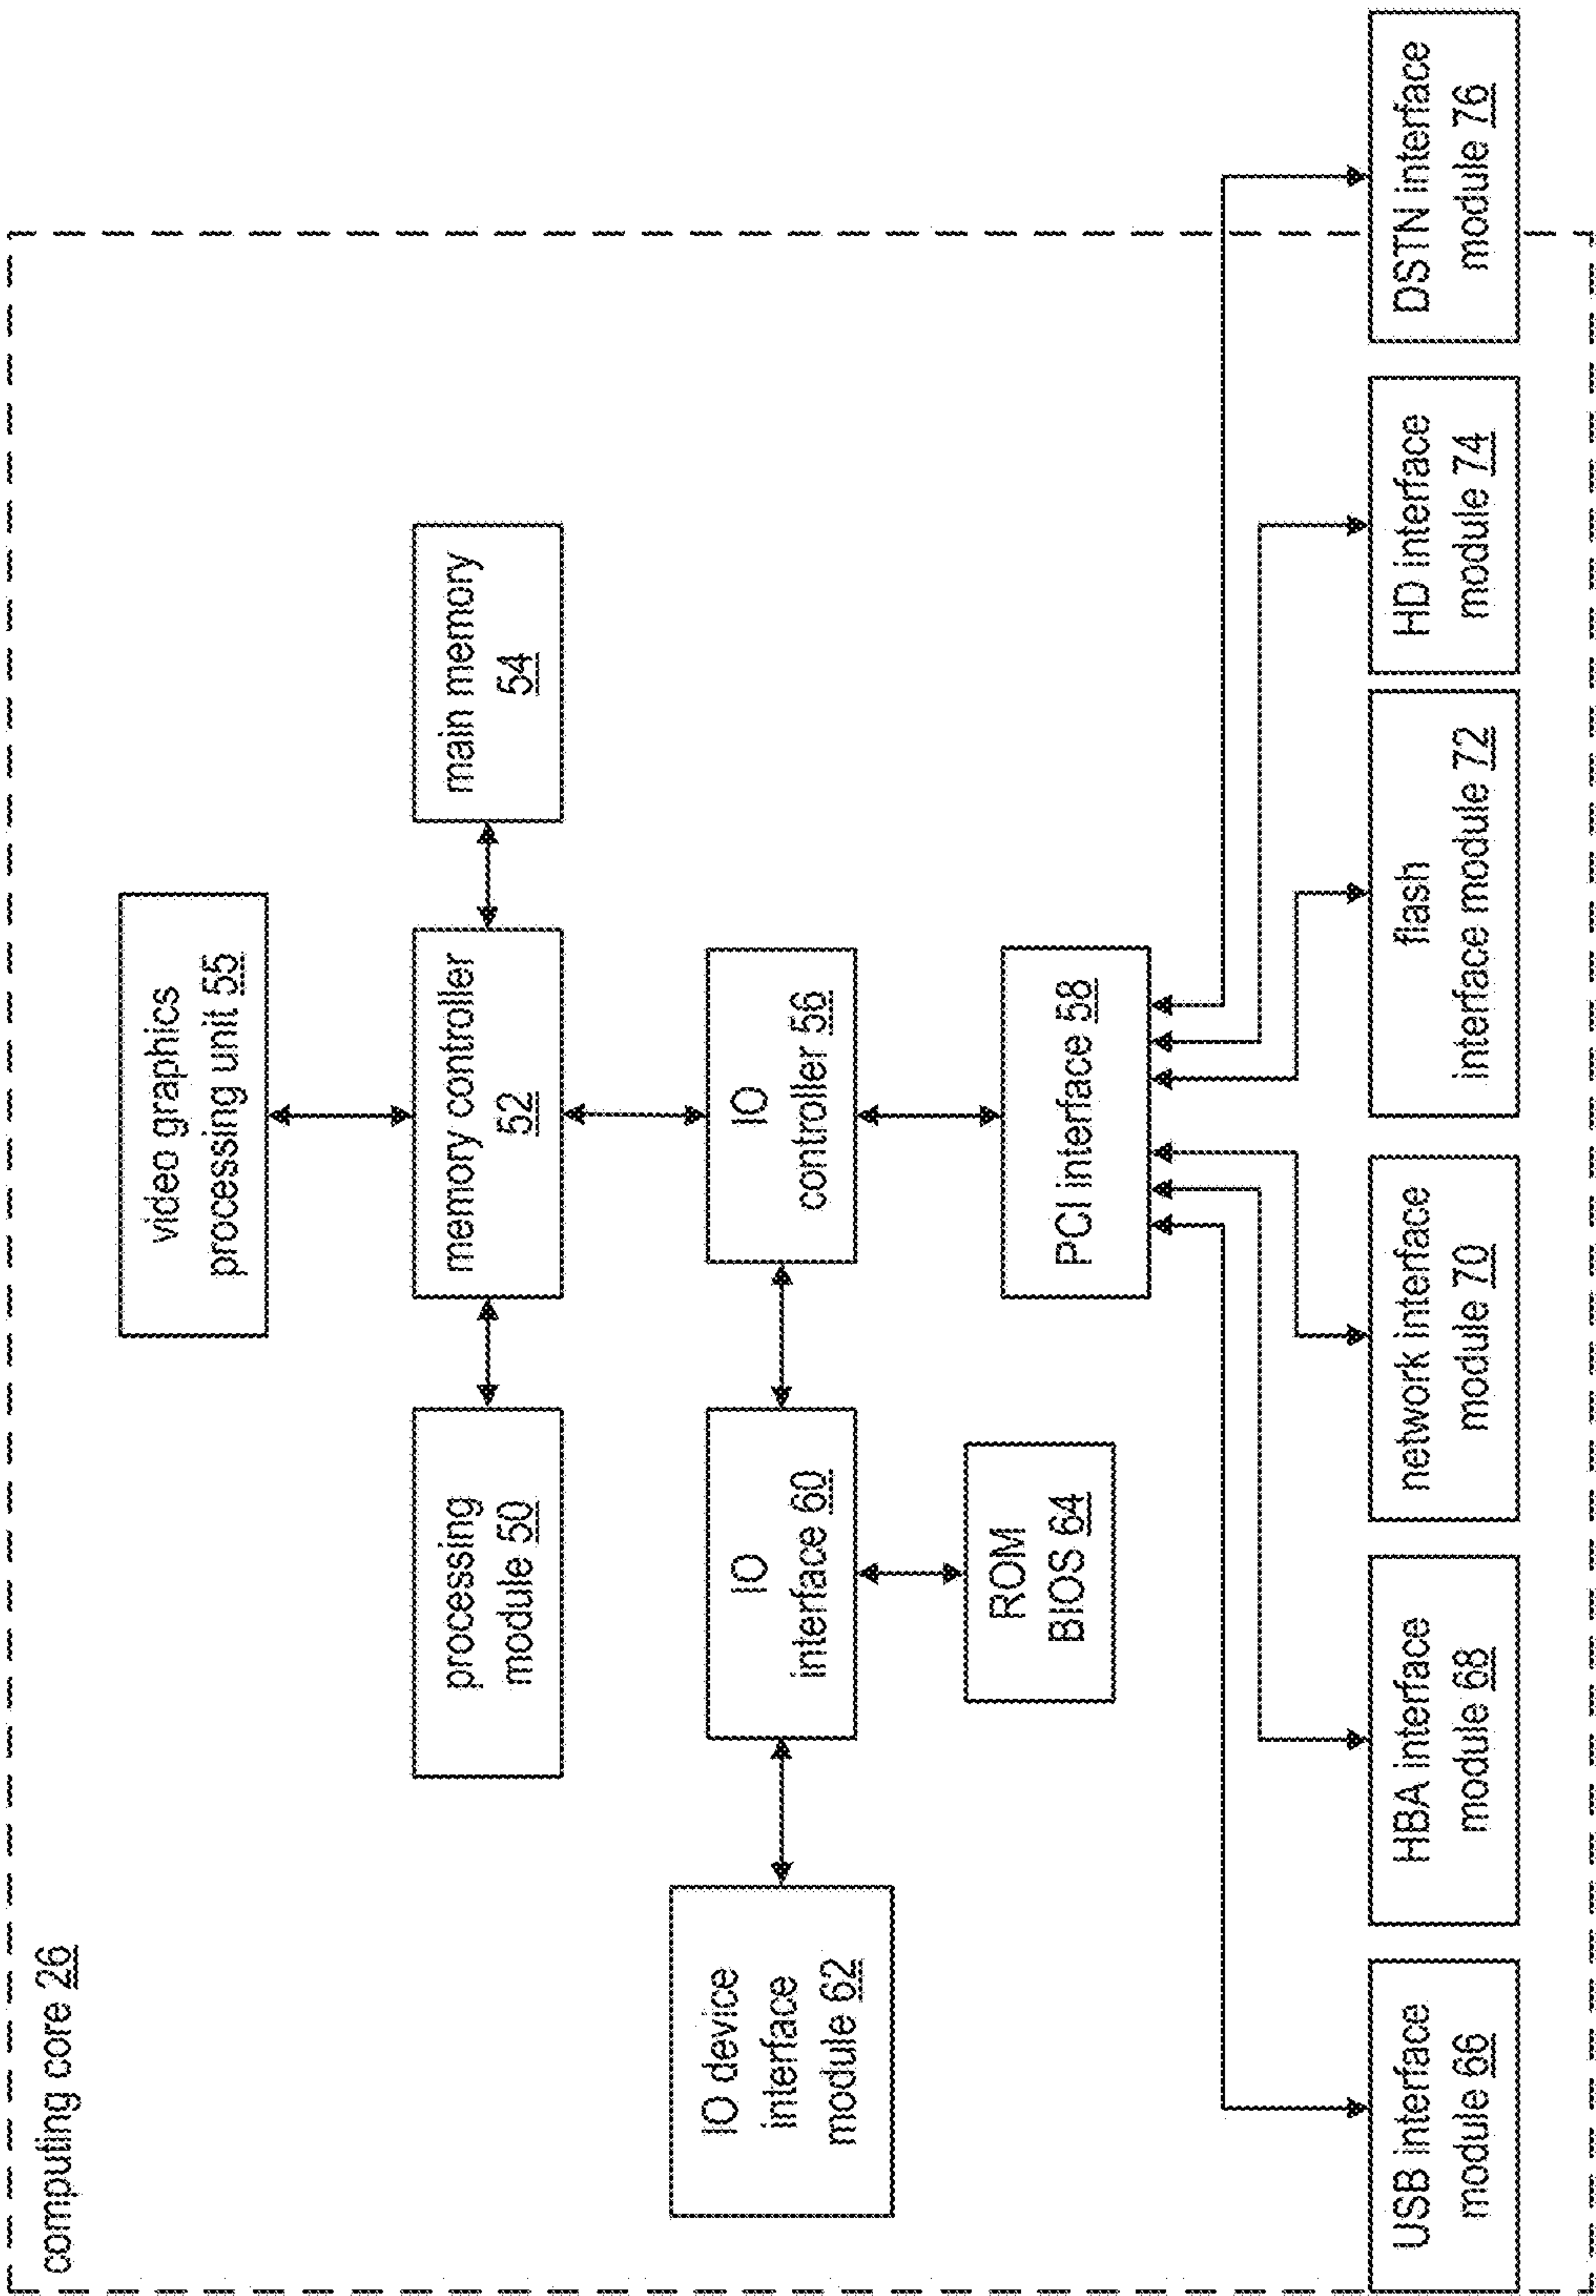 computing core 26
video graphics
processing unit 55
processing
module 50
memory controller
52
main memory
54
IO device
interface
module 62
IO
interface 60
IO
controller 56
ROM
BIOS 64
PCI interface 58
USB interface
module 66
HBA interface
module 68
network interface
module 70
flash
interface module 72
HD interface
module 74
DSTN interface
module 76